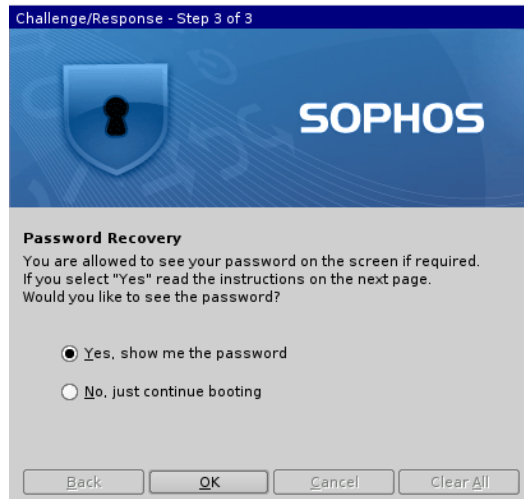 Challenge/Response - Step 3 of 3
SOPHOS
Password Recovery
You are allowed to see your password on the screen if required.
If you select "Yes" read the instructions on the next page.
Would you like to see the password?
Yes, show me the password
No, just continue booting
Back OK Cancel Clear All